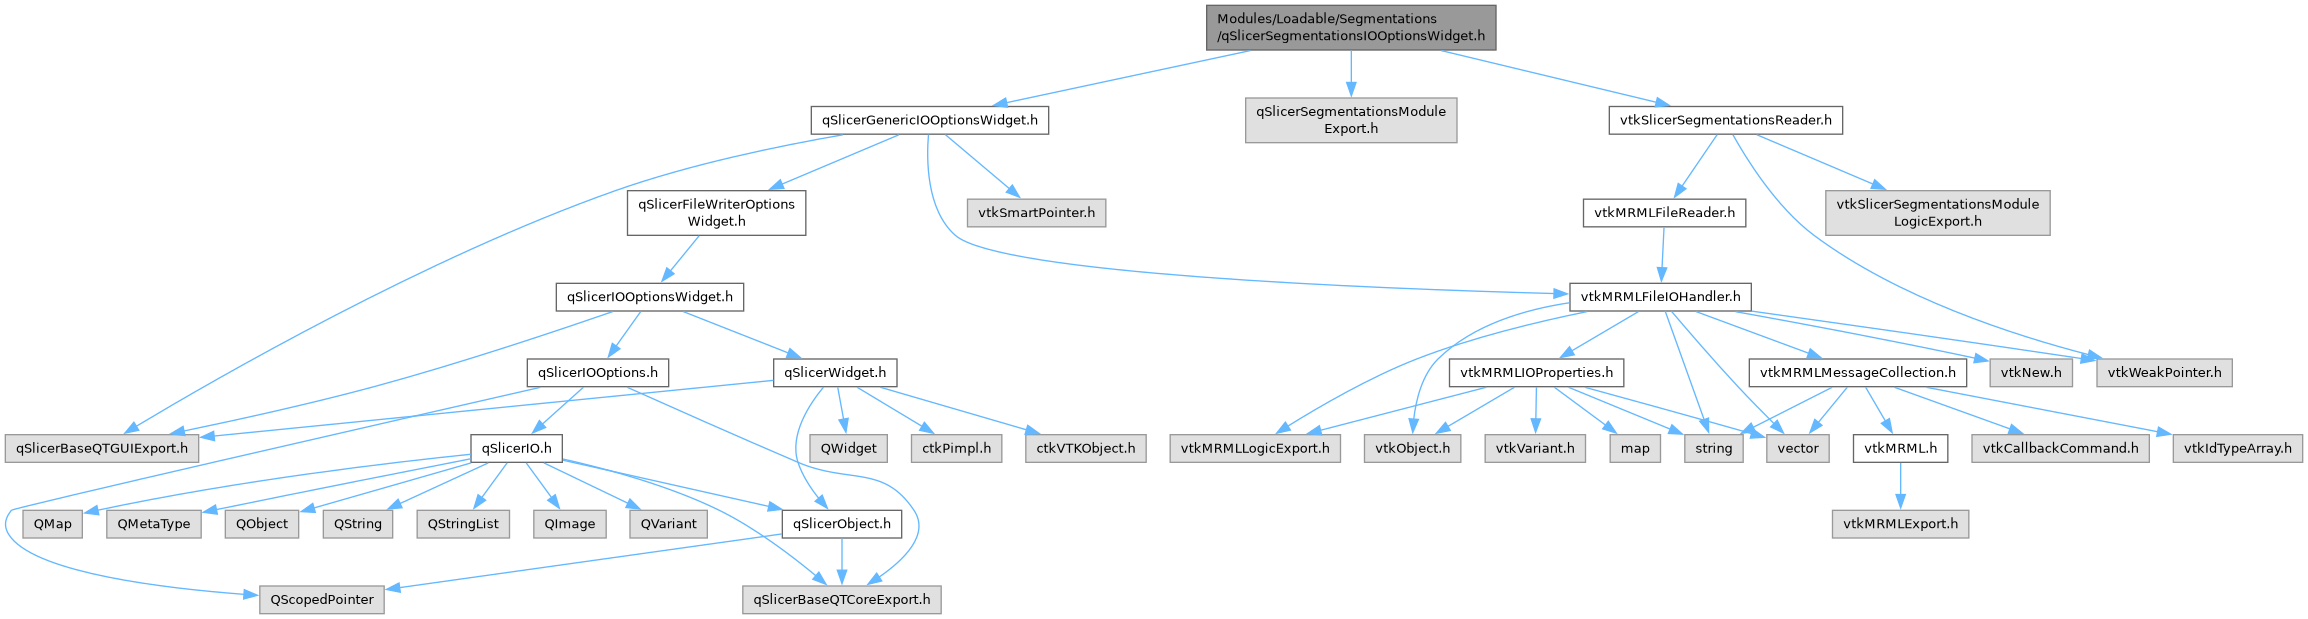 Modules/Loadable/Segmentations
/qSlicerSegmentationsIOOptionsWidget.h
qSlicerGenericIOOptionsWidget.h
qSlicerSegmentationsModule
Export.h
vtkSlicerSegmentationsReader.h
qSlicerFileWriterOptions
Widget.h
vtkSmartPointer.h
vtkMRMLFileReader.h
vtkSlicerSegmentationsModule
LogicExport.h
qSlicerIOOptionsWidget.h
vtkMRMLFileIOHandler.h
qSlicerIOOptions.h
qSlicerWidget.h
vtkMRMLIOProperties.h
vtkMRMLMessageCollection.h
vtkNew.h
vtkWeakPointer.h
qSlicerBaseQTGUIExport.h
qSlicerIO.h
QWidget
ctkPimpl.h
ctkVTKObject.h
vtkMRMLLogicExport.h
vtkObject.h
vtkVariant.h
map
string
vector
vtkMRML.h
vtkCallbackCommand.h
vtkIdTypeArray.h
QMap
QMetaType
QObject
QString
QStringList
QImage
QVariant
qSlicerObject.h
vtkMRMLExport.h
QScopedPointer
qSlicerBaseQTCoreExport.h